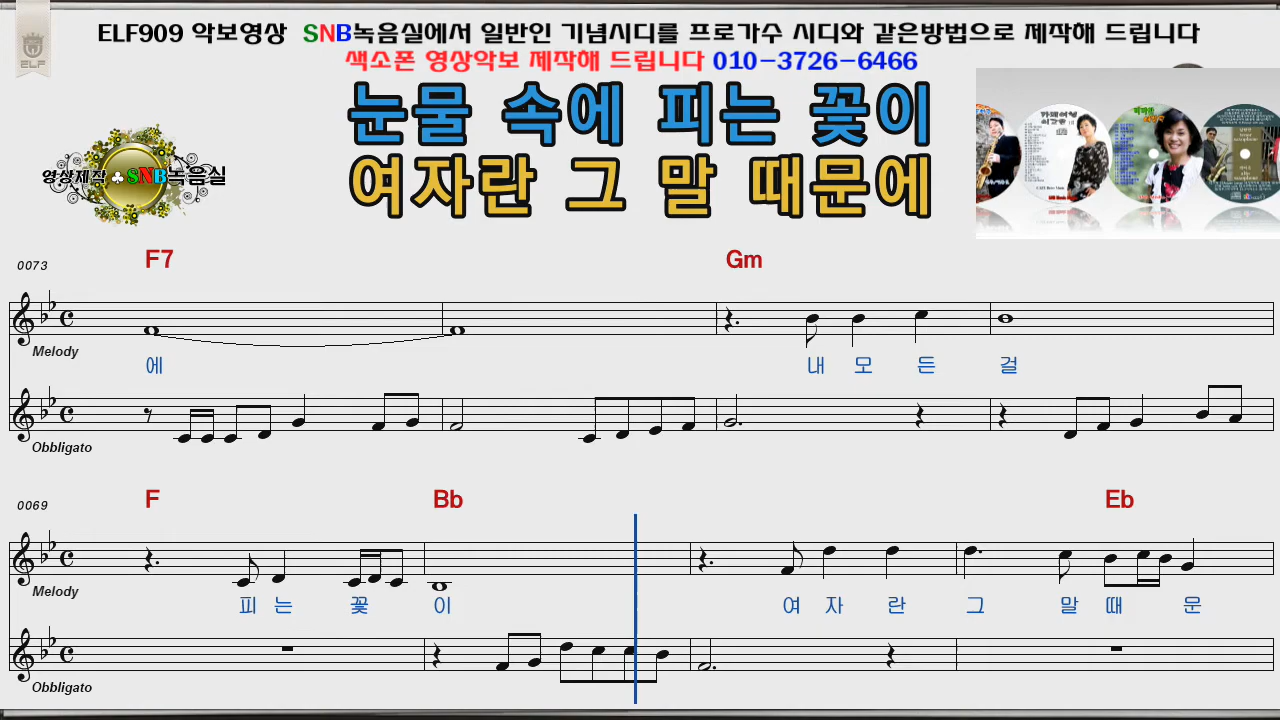 ELF909 악보영상 SNB녹음실에서 일반인 기념시디를 프로가수 시디와 같은방법으로 제작해 드립니다
색소폰 영상악보 제작해 드립니다 010-3726-6466
ELF
눈물 속에 피는 꽃이
여자란 그 말 때문에
영상제작 ♣ SNB녹음실
0073 F7 Gm
Melody
에 내 모 든 걸
Obbligato
0069 F Bb Eb
Melody
피 는 꽃 이 여 자 란 그 말 때 문
Obbligato